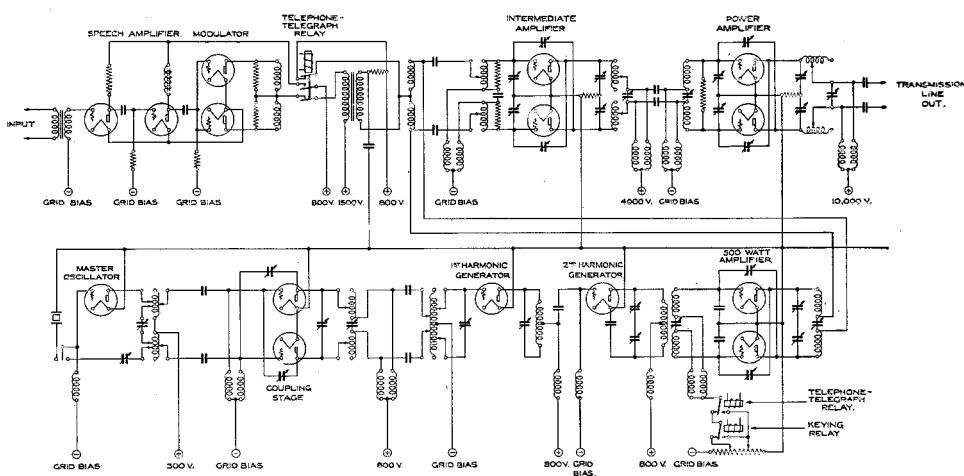 SPEECH AMPLIFIER.
MODULATOR
TELEPHONE-
TELEGRAPH
RELAY
INTERMEDIATE
AMPLIFIER
POWER
AMPLIFIER
INPUT
TRANSMISSION
LINE
OUT.
GRID BIAS
GRID BIAS
GRID BIAS
800V.
1500V.
800 V
GRID BIAS
4000 V.
GRID BIAS
10,000 V.
MASTER
OSCILLATOR
COUPLING
STAGE
1ST HARMONIC
GENERATOR
2ND HARMONIC
GENERATOR
500 WATT
AMPLIFIER
TELEPHONE-
TELEGRAPH
RELAY.
KEYING
RELAY
GRID BIAS
300 V.
GRID BIAS
600 V.
GRID BIAS
800V.
GRID
BIAS.
800 V.
GRID BIAS